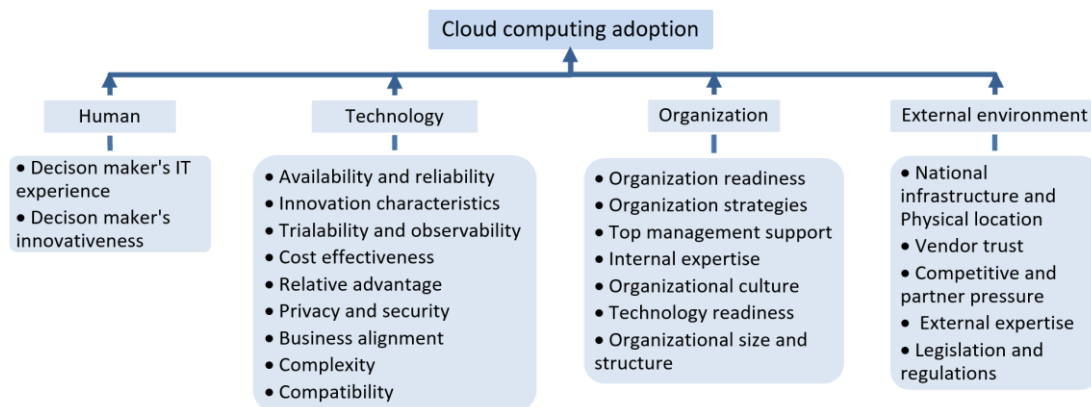 Cloud computing adoption
Human
Technology
Organization
External environment
• Decison maker's IT
experience
• Decison maker's
innovativeness
• Availability and reliability
• Innovation characteristics
• Trialability and observability
• Cost effectiveness
• Relative advantage
• Privacy and security
• Business alignment
• Complexity
• Compatibility
• Organization readiness
• Organization strategies
• Top management support
• Internal expertise
• Organizational culture
• Technology readiness
• Organizational size and
structure
• National
infrastructure and
Physical location
• Vendor trust
• Competitive and
partner pressure
• External expertise
• Legislation and
regulations